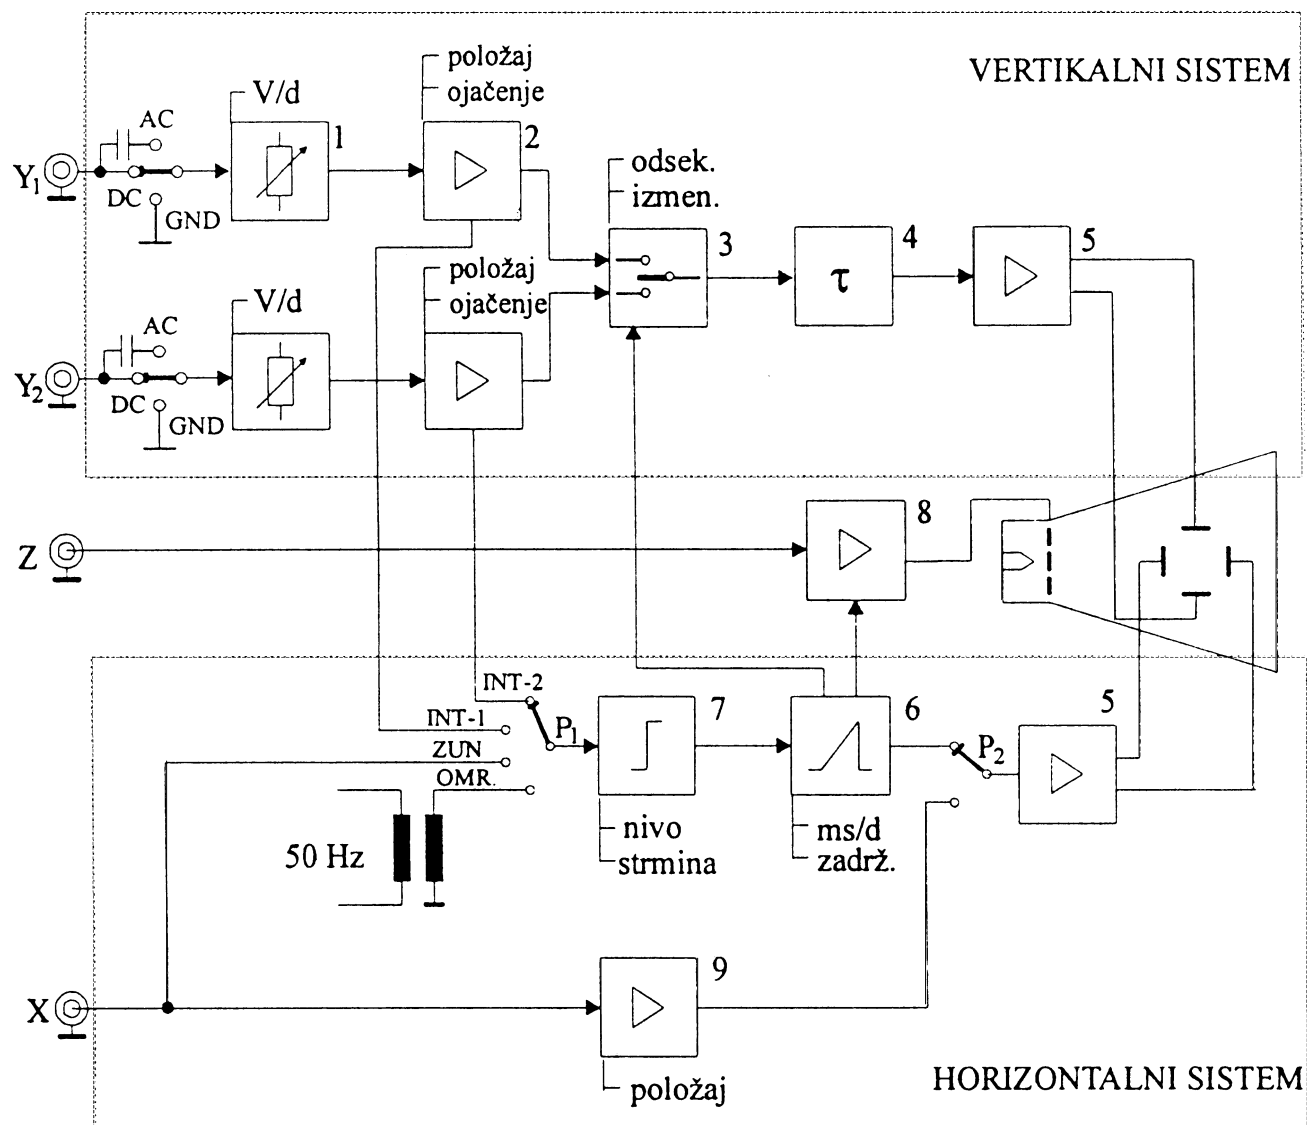 VERTIKALNI SISTEM
položaj
ojačenje
V/d
1
2
AC
Y1
DC
GND
odsek.
izmen.
3
τ
4
5
položaj
ojačenje
V/d
AC
Y2
DC
GND
Z
8
INT-2
INT-1
ZUN
OMR.
P1
7
nivo
strmina
6
ms/d
zadrž.
P2
5
50 Hz
X
9
položaj
HORIZONTALNI SISTEM